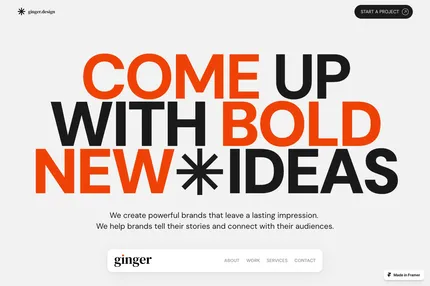 ginger.design
START A PROJECT
COME UP
WITH BOLD
NEW IDEAS
We create powerful brands that leave a lasting impression.
We help brands tell their stories and connect with their audiences.
ginger
ABOUT WORK SERVICES CONTACT
Made in Framer